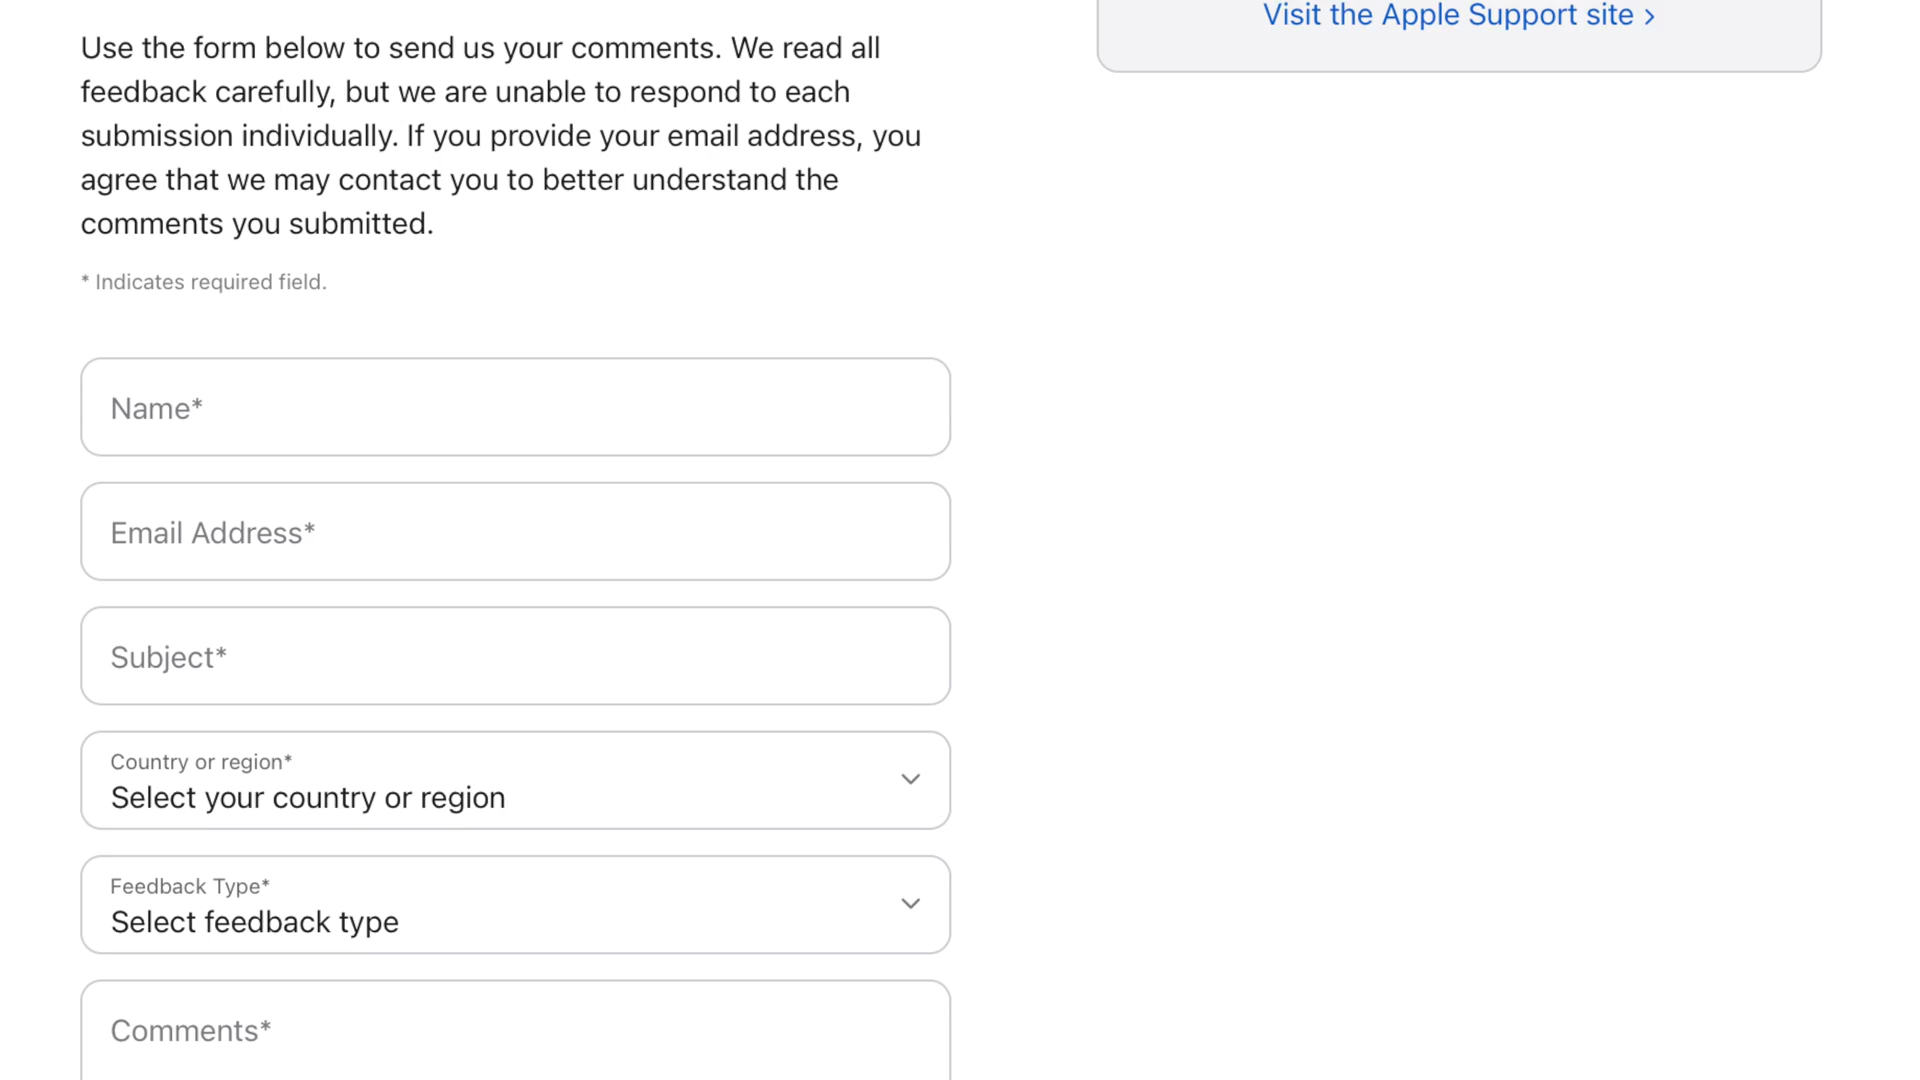 Visit the Apple Support site ›
Use the form below to send us your comments. We read all
feedback carefully, but we are unable to respond to each
submission individually. If you provide your email address, you
agree that we may contact you to better understand the
comments you submitted.
* Indicates required field.
Name*
Email Address*
Subject*
Country or region*
Select your country or region
Feedback Type*
Select feedback type
Comments*